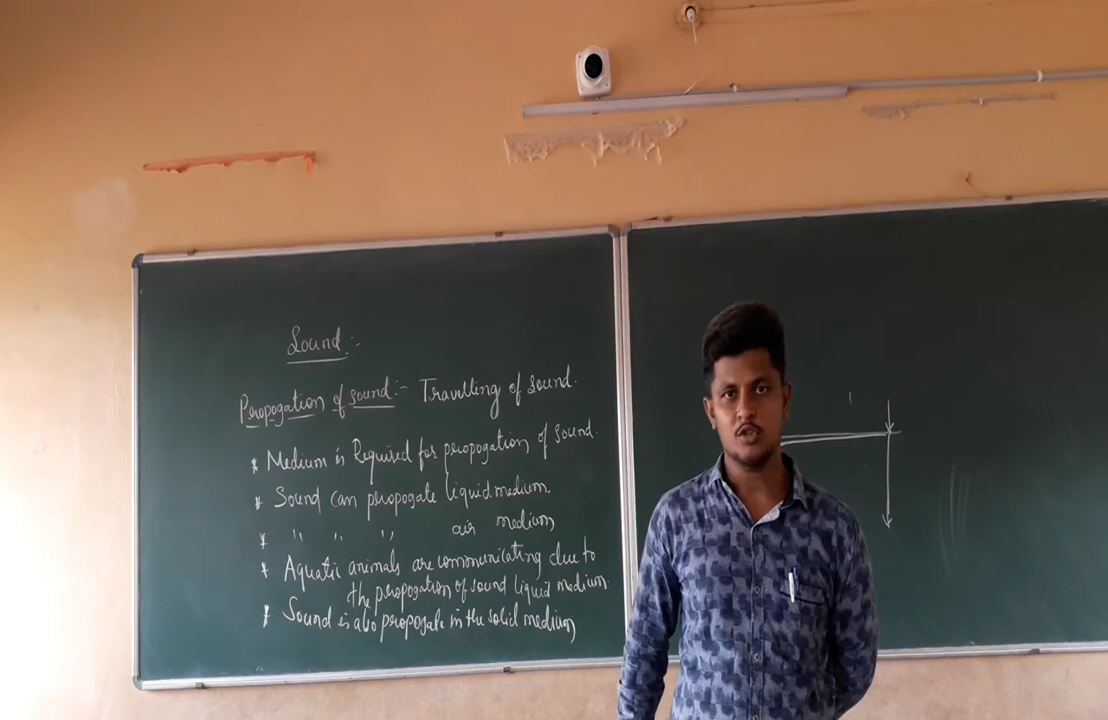 Sound :-
Propogation of sound :- Travelling of sound.
* Medium is Required for propogation of sound.
* Sound can propogate liquid medium.
* " " " air medium
* Aquatic animals are communicating due to
the propogation of sound liquid medium.
* Sound is also propogate in the solid medium